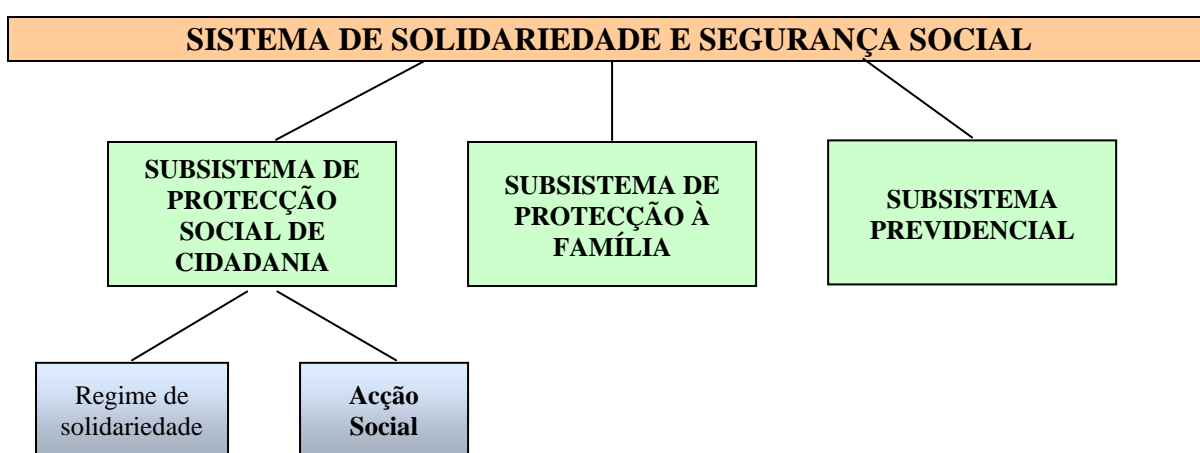 SISTEMA DE SOLIDARIEDADE E SEGURANÇA SOCIAL
SUBSISTEMA DE
PROTECÇÃO
SOCIAL DE
CIDADANIA
SUBSISTEMA DE
PROTECÇÃO À
FAMÍLIA
SUBSISTEMA
PREVIDENCIAL
Regime de
solidariedade
Acção
Social